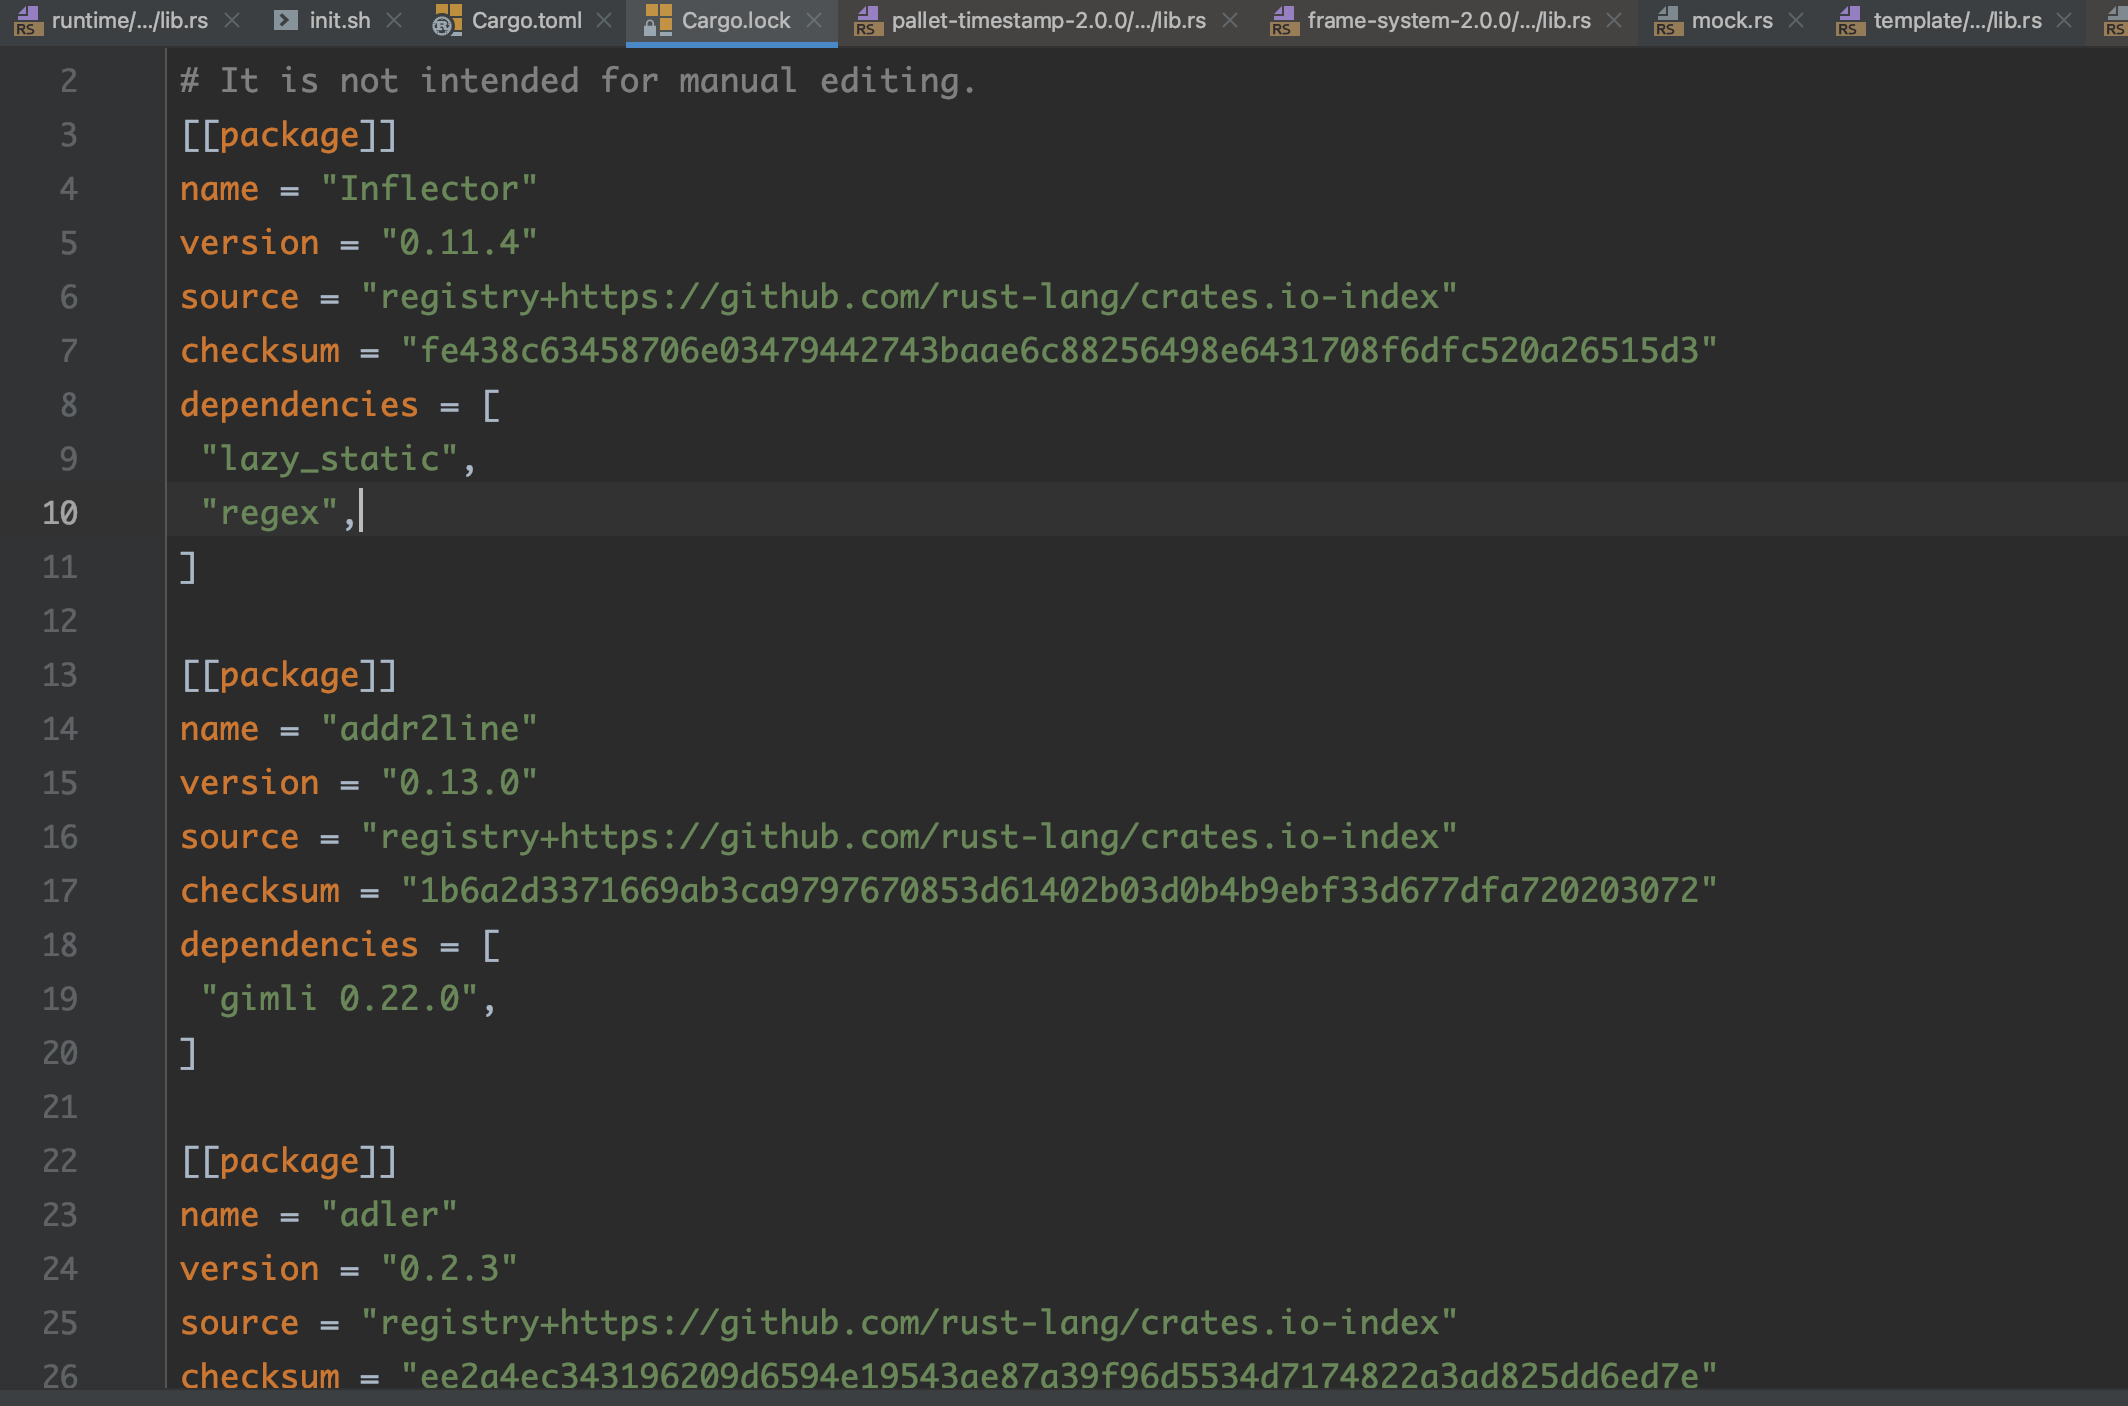 runtime/.../lib.rs init.sh Cargo.toml Cargo.lock pallet-timestamp-2.0.0/.../lib.rs frame-system-2.0.0/.../lib.rs mock.rs template/.../lib.rs
2 # It is not intended for manual editing.
3 [[package]]
4 name = "Inflector"
5 version = "0.11.4"
6 source = "registry+https://github.com/rust-lang/crates.io-index"
7 checksum = "fe438c63458706e03479442743baae6c88256498e6431708f6dfc520a26515d3"
8 dependencies = [
9 "lazy_static",
10 "regex",
11 ]
12
13 [[package]]
14 name = "addr2line"
15 version = "0.13.0"
16 source = "registry+https://github.com/rust-lang/crates.io-index"
17 checksum = "1b6a2d3371669ab3ca9797670853d61402b03d0b4b9ebf33d677dfa720203072"
18 dependencies = [
19 "gimli 0.22.0",
20 ]
21
22 [[package]]
23 name = "adler"
24 version = "0.2.3"
25 source = "registry+https://github.com/rust-lang/crates.io-index"
26 checksum = "ee2a4ec343196209d6594e19543ae87a39f96d5534d7174822a3ad825dd6ed7e"